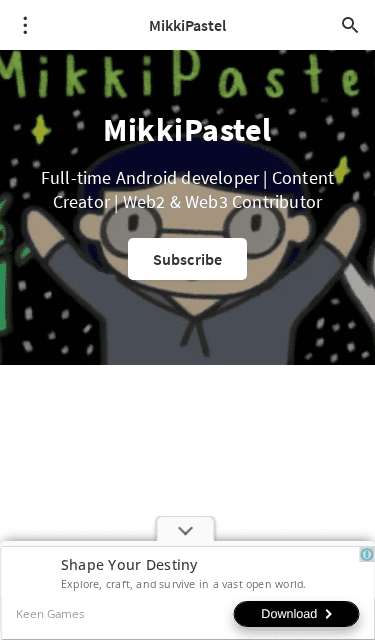 MikkiPastel
MikkiPaste
MikkiPastel
Full-time Android developer | Content
Creator | Web2 & Web3 Contributor
Subscribe
Shape Your Destiny
Explore, craft, and survive in a vast open world.
Keen Games
Download